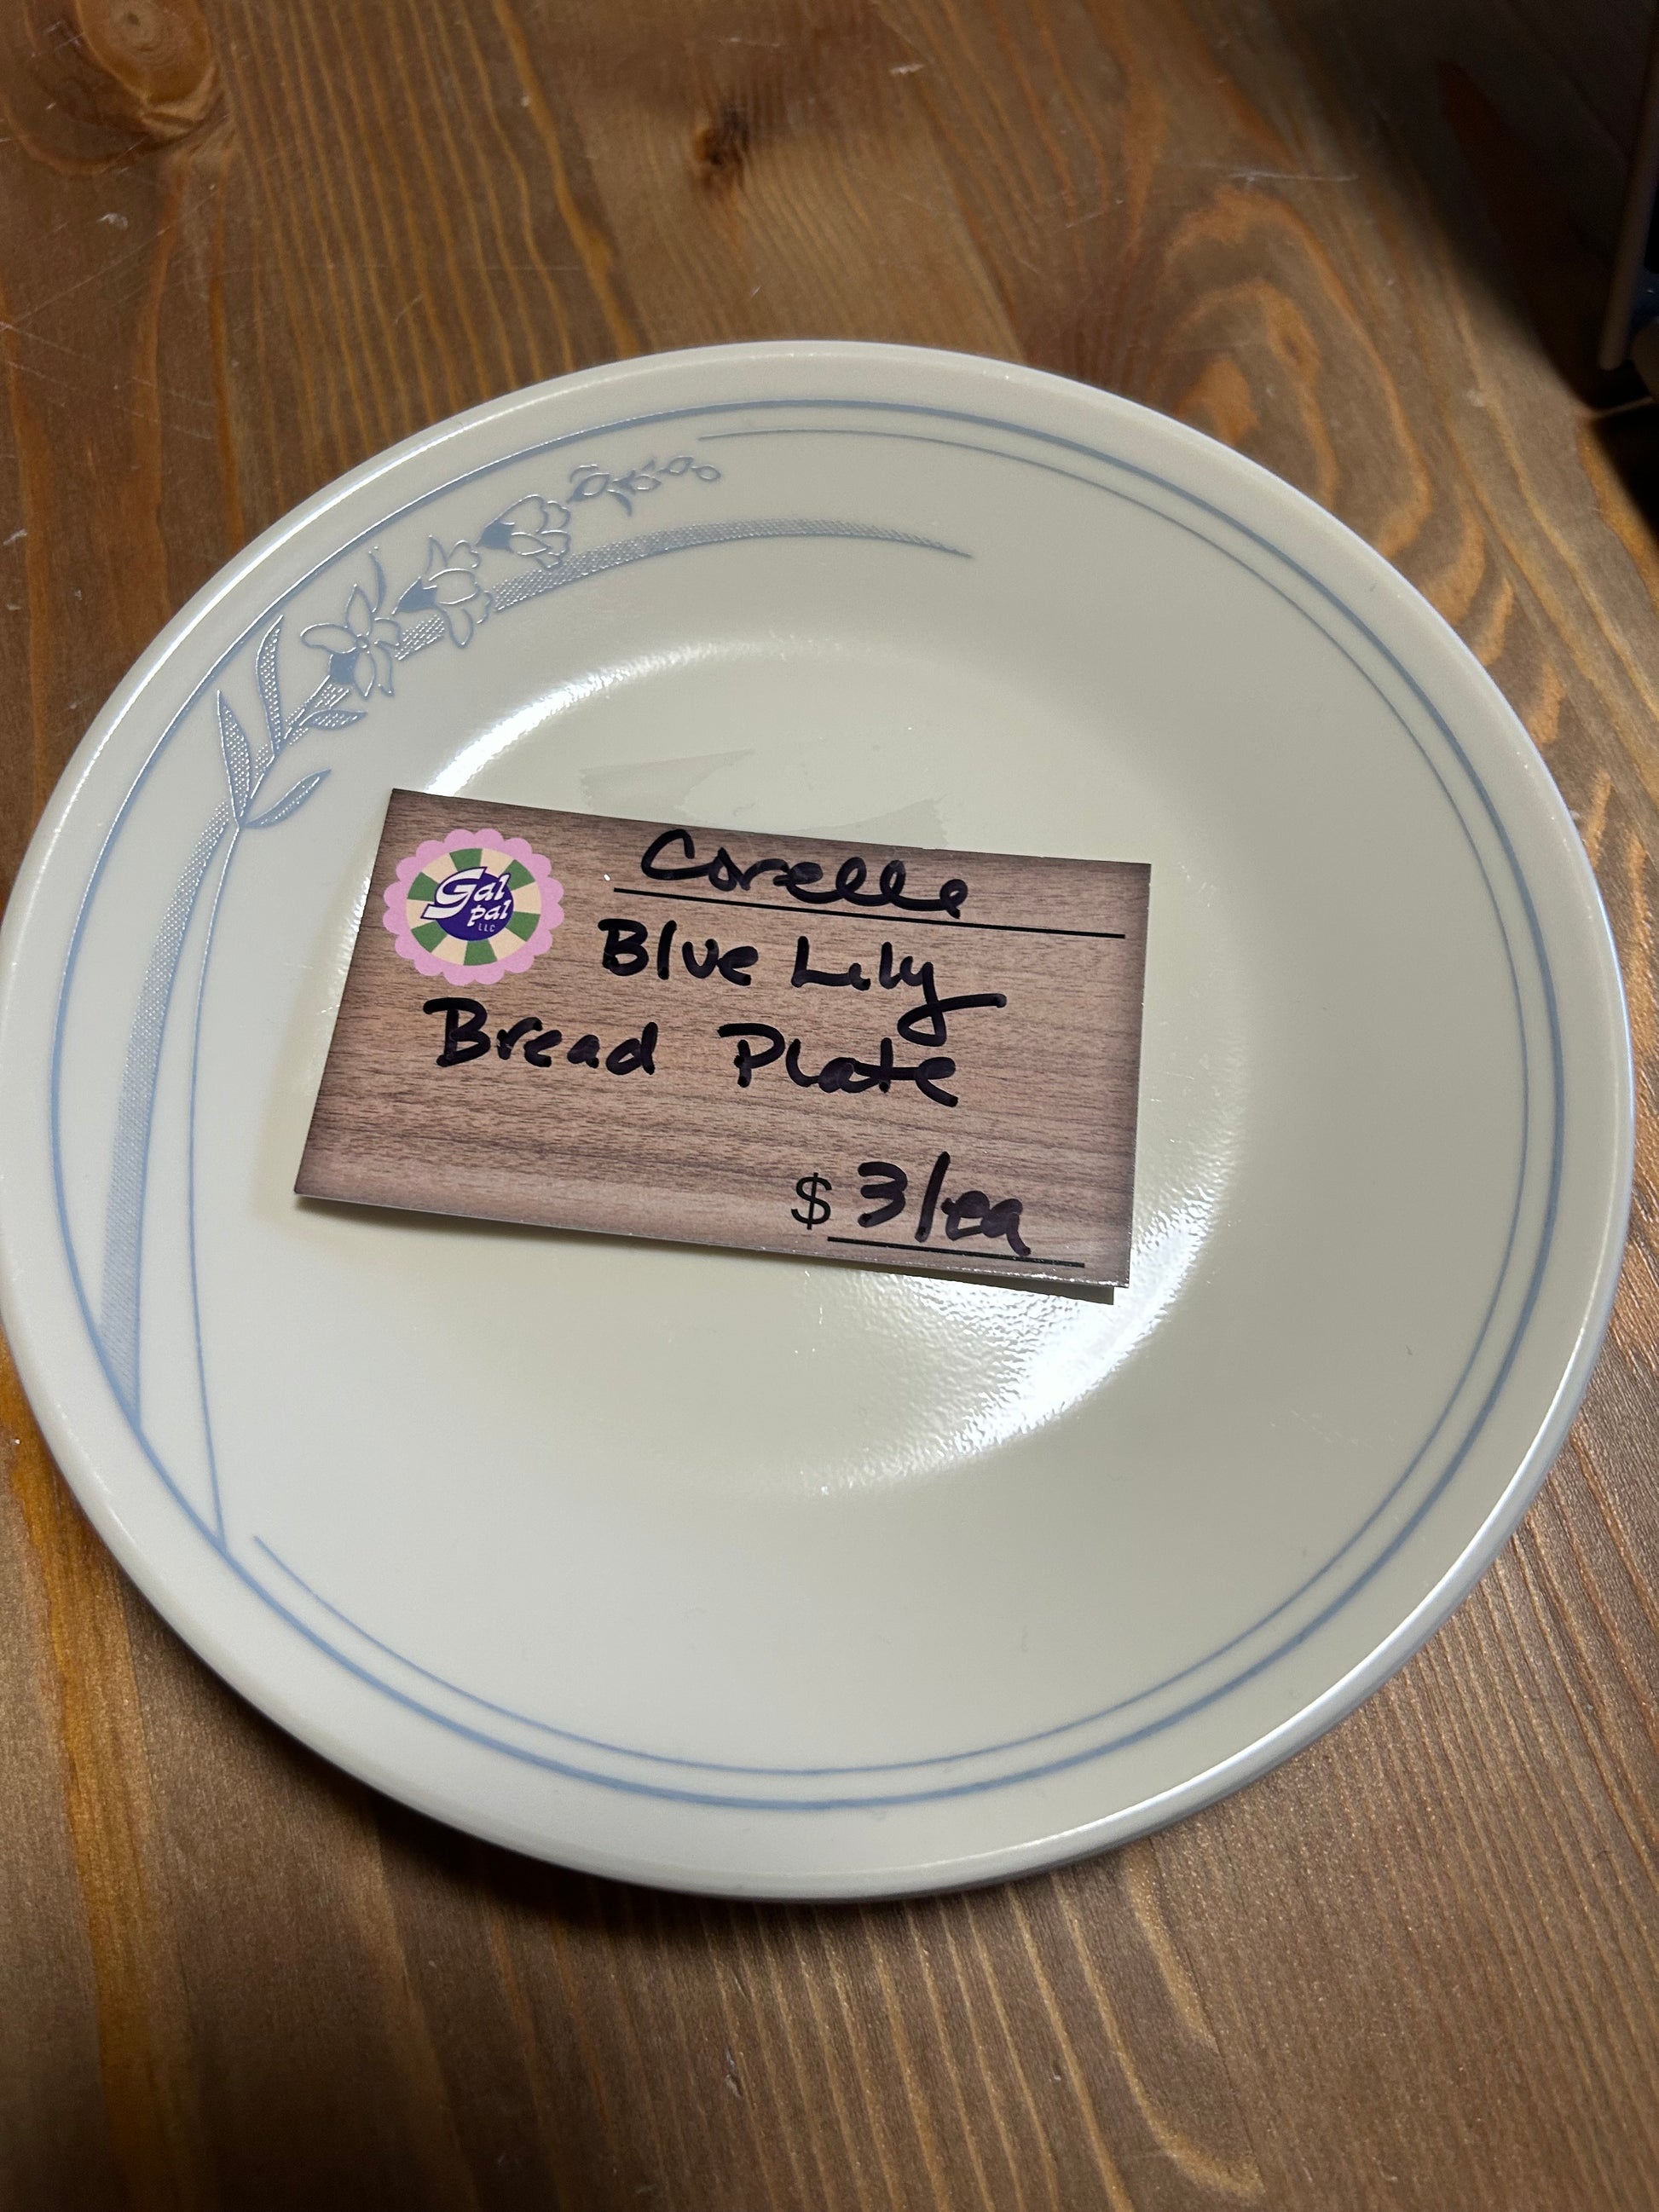 gal
pal
LLC
Corelle
Blue Lily
Bread Plate
$ 3/ea